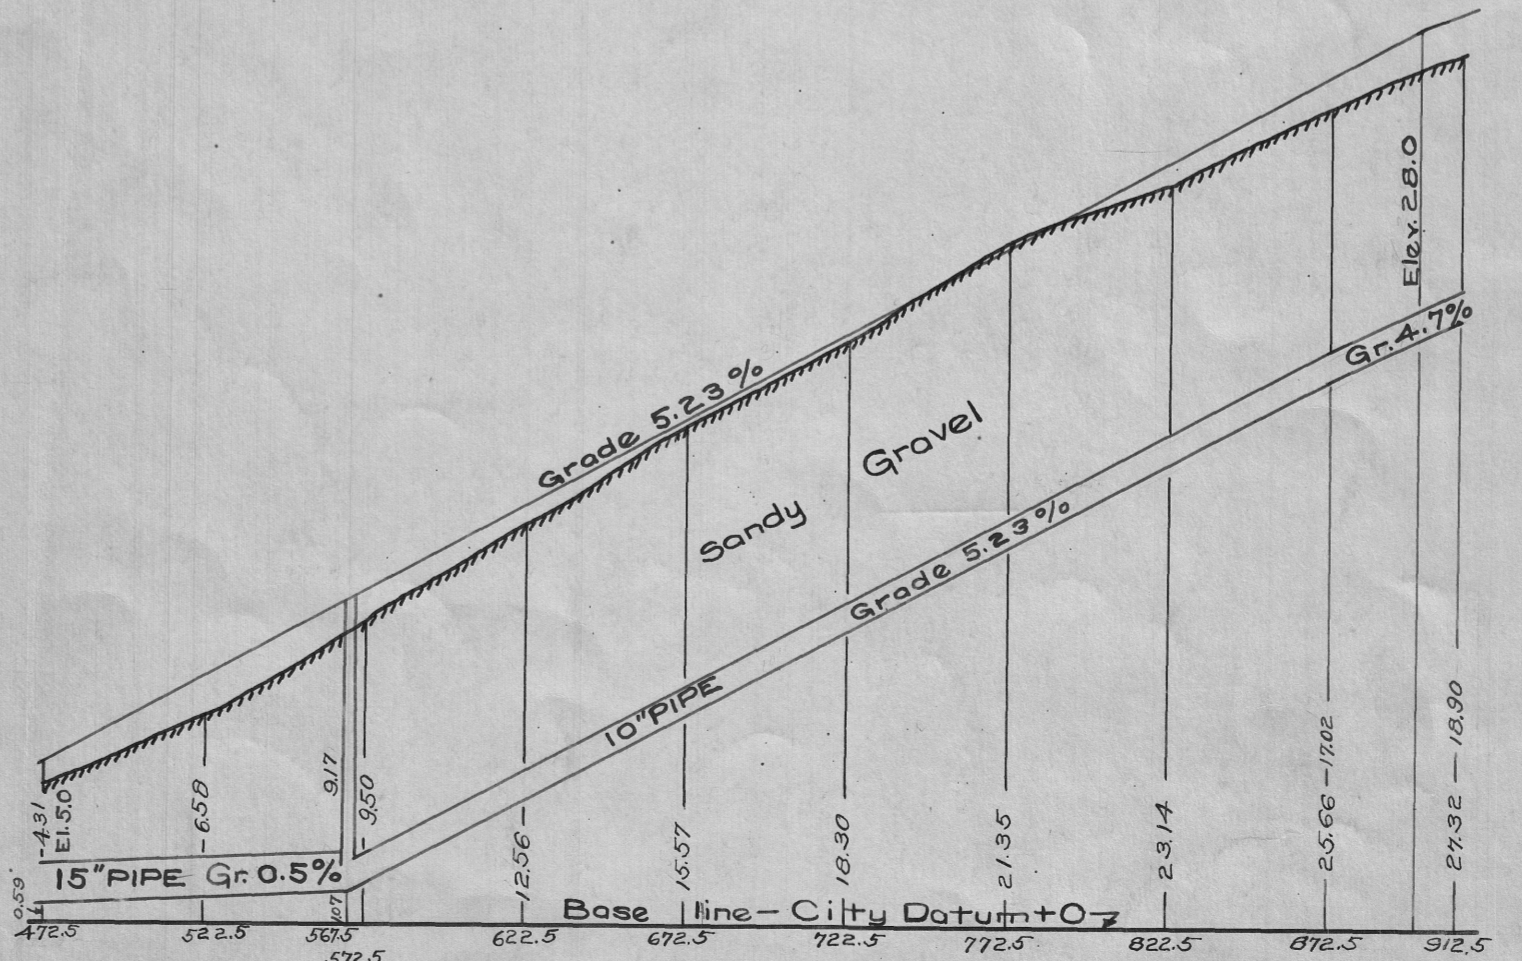 Elev. 28.0
Gr. 4.7%
Grade 5.23%
Gravel
Sandy
Grade 5.23%
10" PIPE
-4.31
El. 5.0
-6.58
9.17
-9.50
12.56-
15.57
18.30
21.35
23.14
25.66-17.02
27.32-18.90
15" PIPE Gr. 0.5%
0.59
1.07
Base line- City Datum+0
472.5 522.5 567.5 622.5 672.5 722.5 772.5 822.5 872.5 912.5
572.5